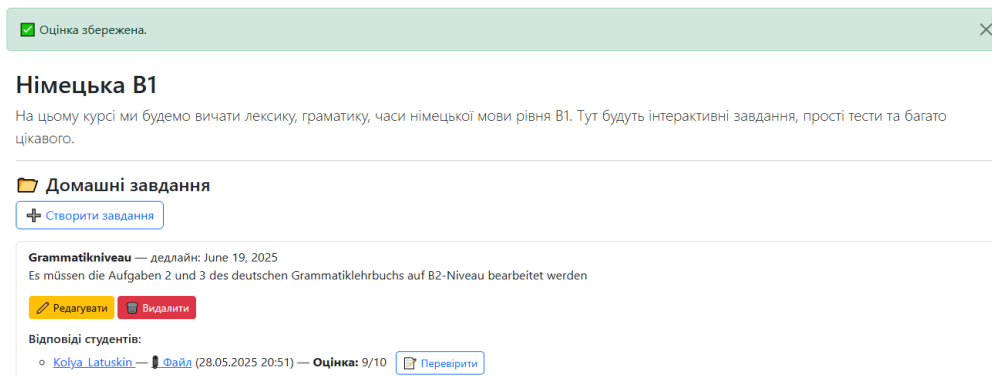 ✅ Оцінка збережена.
Німецька B1
На цьому курсі ми будемо вичати лексику, граматику, часи німецької мови рівня B1. Тут будуть інтерактивні завдання, прості тести та багато
цікавого.
📂 Домашні завдання
➕ Створити завдання
Grammatikniveau — дедлайн: June 19, 2025
Es müssen die Aufgaben 2 und 3 des deutschen Grammatiklehrbuchs auf B2-Niveau bearbeitet werden
Редагувати Видалити
Відповіді студентів:
Kolya_Latuskin — Файл (28.05.2025 20:51) — Оцінка: 9/10 Перевірити